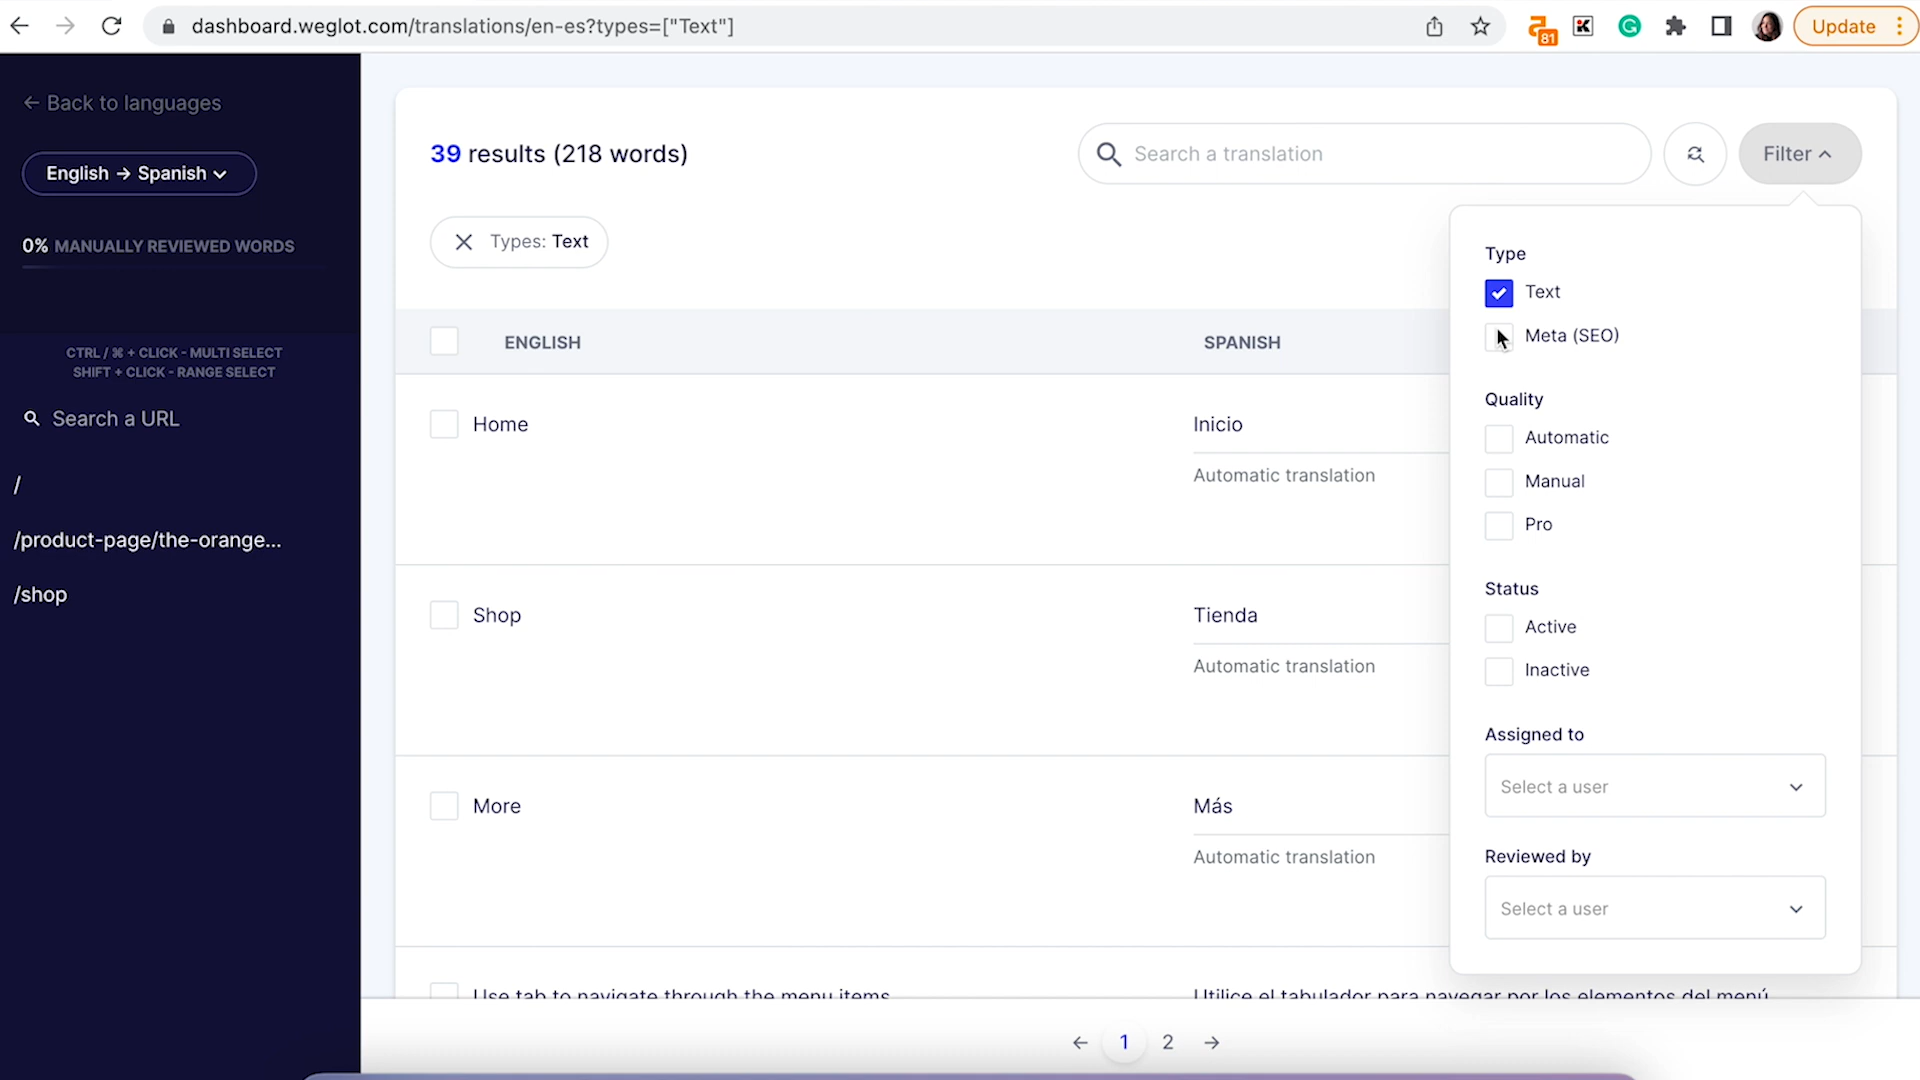 dashboard.weglot.com/translations/en-es?types=["Text"]
81
K
G
Update
← Back to languages
English → Spanish
0% MANUALLY REVIEWED WORDS
CTRL / ⌘ + CLICK - MULTI SELECT
SHIFT + CLICK - RANGE SELECT
Search a URL
/
/product-page/the-orange...
/shop
39 results (218 words)
Search a translation
Filter
Types: Text
ENGLISH
SPANISH
Home
Inicio
Automatic translation
Shop
Tienda
Automatic translation
More
Más
Automatic translation
Use tab to navigate through the menu items
Utilice el tabulador para navegar por los elementos del menú
Type
Text
Meta (SEO)
Quality
Automatic
Manual
Pro
Status
Active
Inactive
Assigned to
Select a user
Reviewed by
Select a user
← 1 2 →